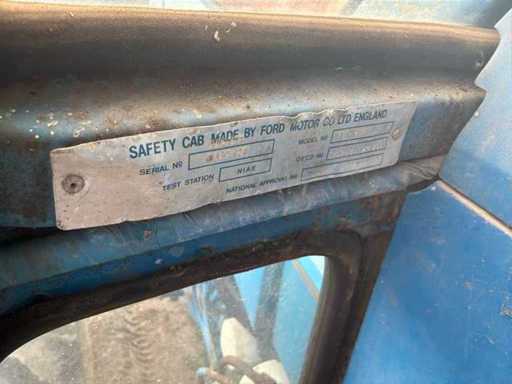 SAFETY CAB MADE BY FORD MOTOR CO LTD ENGLAND
SERIAL NO MODEL NO
TEST STATION NIAE OECD NO
NATIONAL APPROVAL NO